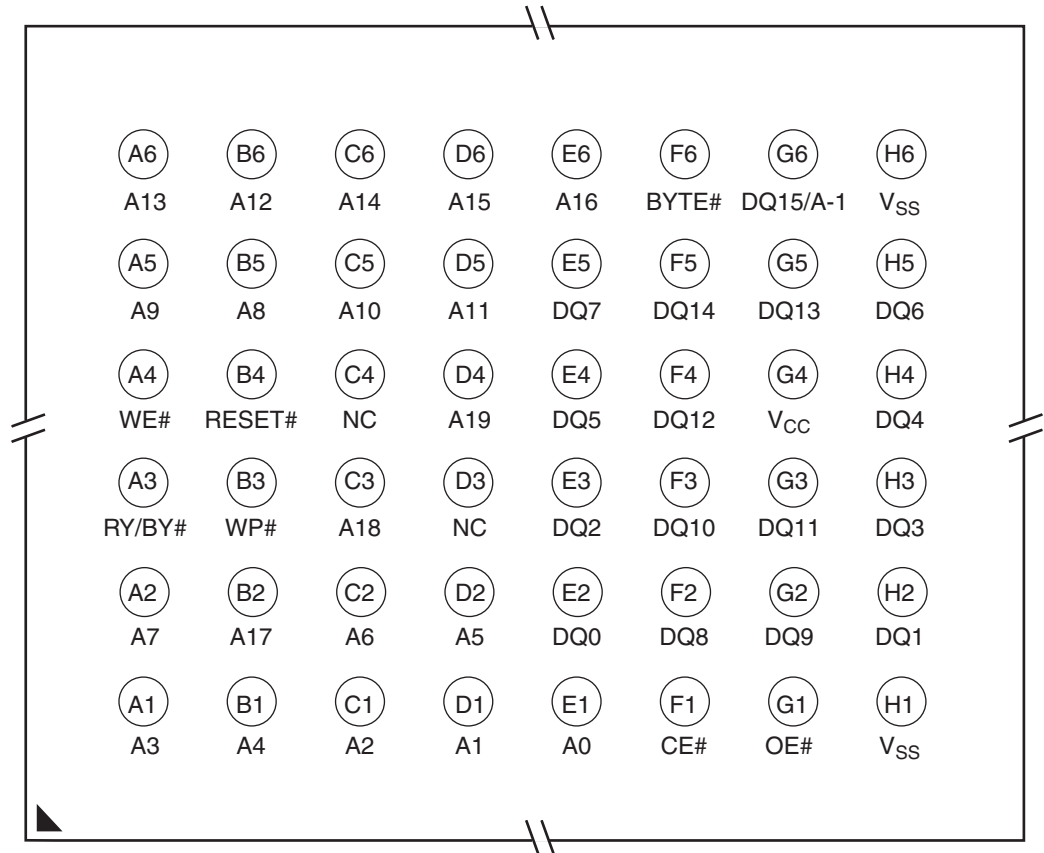 A6 B6 C6 D6 E6 F6 G6 H6
A13 A12 A14 A15 A16 BYTE# DQ15/A-1 VSS
A5 B5 C5 D5 E5 F5 G5 H5
A9 A8 A10 A11 DQ7 DQ14 DQ13 DQ6
A4 B4 C4 D4 E4 F4 G4 H4
WE# RESET# NC A19 DQ5 DQ12 VCC DQ4
A3 B3 C3 D3 E3 F3 G3 H3
RY/BY# WP# A18 NC DQ2 DQ10 DQ11 DQ3
A2 B2 C2 D2 E2 F2 G2 H2
A7 A17 A6 A5 DQ0 DQ8 DQ9 DQ1
A1 B1 C1 D1 E1 F1 G1 H1
A3 A4 A2 A1 A0 CE# OE# VSS